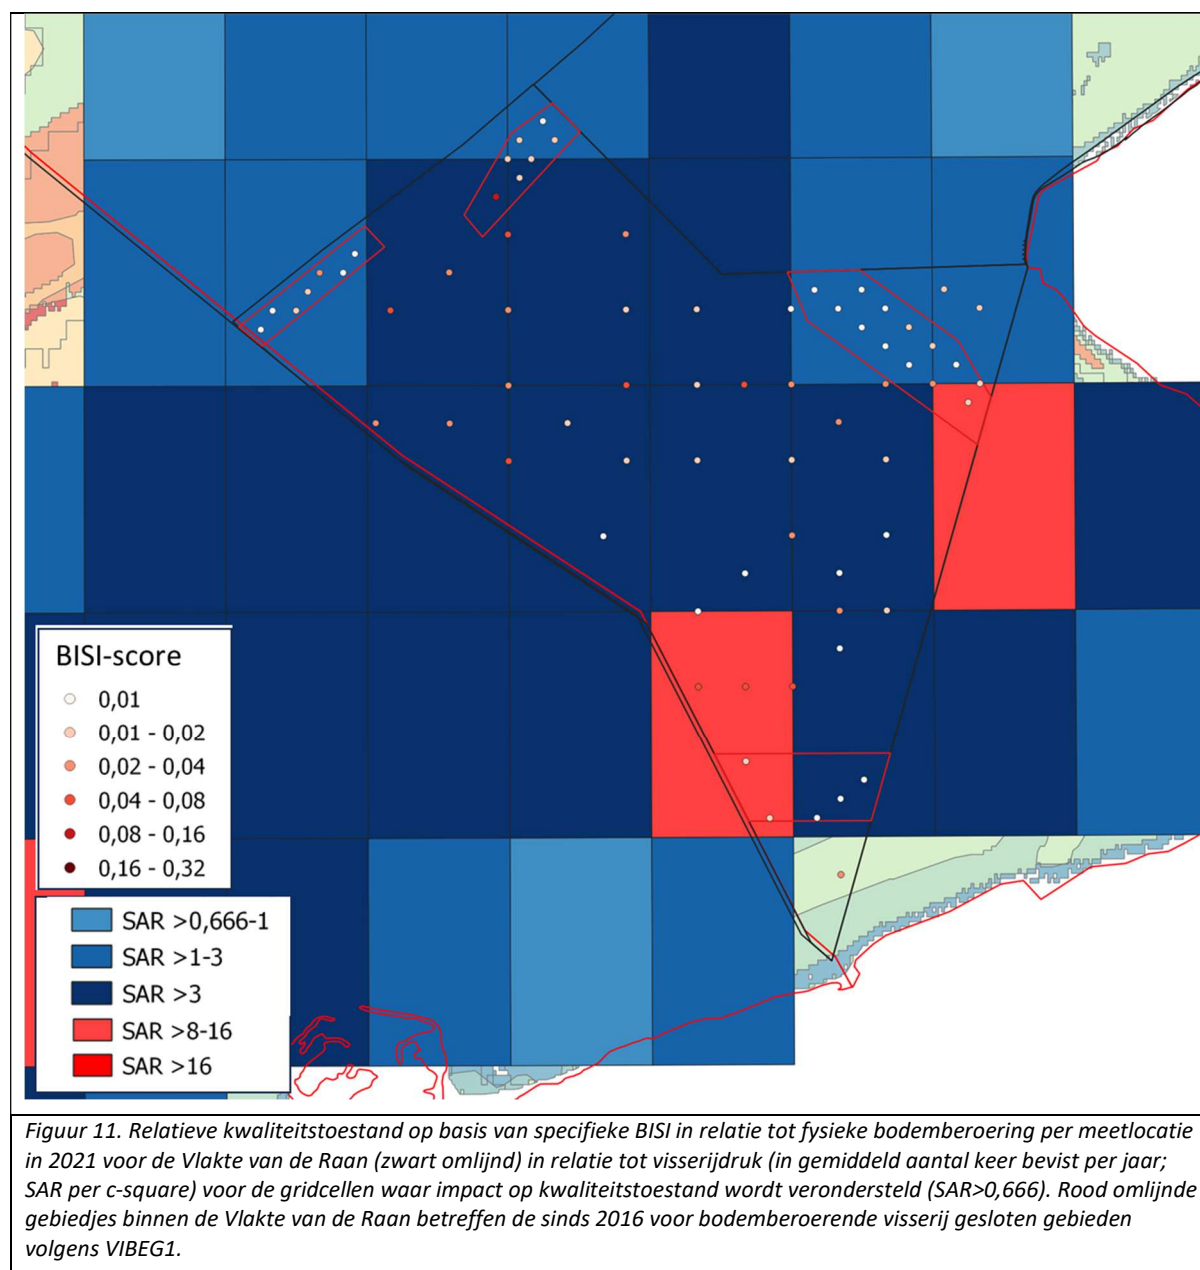 BISI-score
0,01
0,01 - 0,02
0,02 - 0,04
0,04 - 0,08
0,08 - 0,16
0,16 - 0,32
SAR >0,666-1
SAR >1-3
SAR >3
SAR >8-16
SAR >16
Figuur 11. Relatieve kwaliteitstoestand op basis van specifieke BISI in relatie tot fysieke bodemberoering per meetlocatie
in 2021 voor de Vlakte van de Raan (zwart omlijnd) in relatie tot visserijdruk (in gemiddeld aantal keer bevist per jaar;
SAR per c-square) voor de gridcellen waar impact op kwaliteitstoestand wordt verondersteld (SAR>0,666). Rood omlijnde
gebiedjes binnen de Vlakte van de Raan betreffen de sinds 2016 voor bodemberoerende visserij gesloten gebieden
volgens VIBEG1.